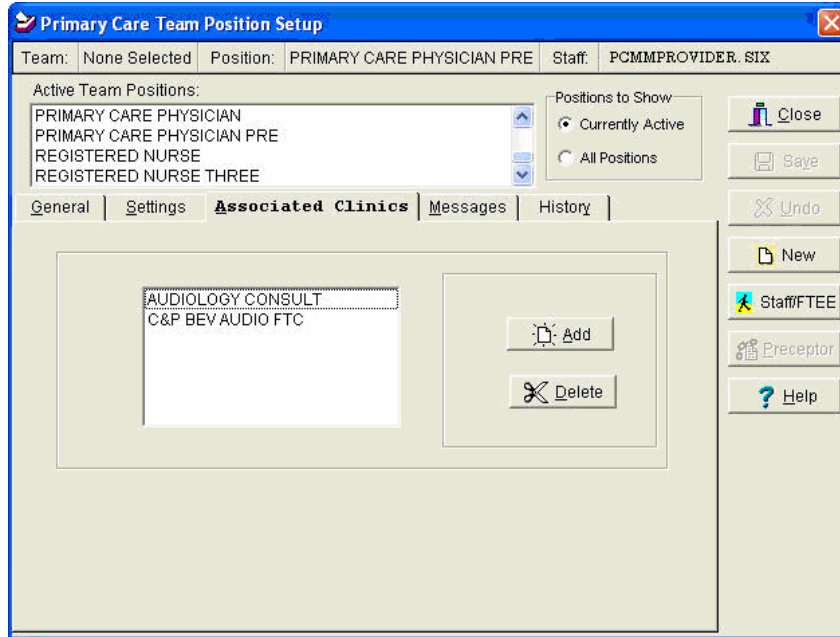 Primary Care Team Position Setup
Team: None Selected Position: PRIMARY CARE PHYSICIAN PRE Staff: PCMMPROVIDER. SIX
Active Team Positions:
PRIMARY CARE PHYSICIAN
PRIMARY CARE PHYSICIAN PRE
REGISTERED NURSE
REGISTERED NURSE THREE
Positions to Show
Currently Active
All Positions
Close
Save
Undo
New
Staff/FTEE
Preceptor
Help
General Settings Associated Clinics Messages History
AUDIOLOGY CONSULT
C&P BEV AUDIO FTC
Add
Delete